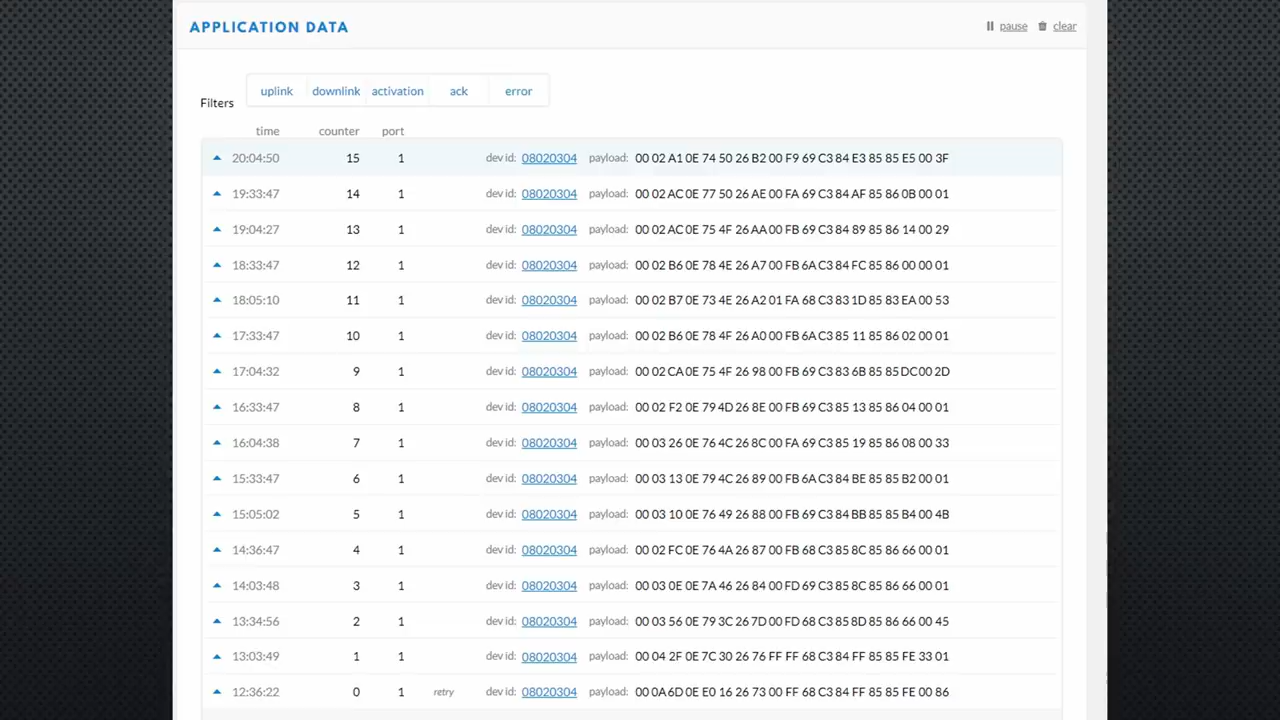 APPLICATION DATA
pause clear
uplink downlink activation ack error
Filters
time counter port
20:04:50 15 1 dev id: 08020304 payload: 00 02 A1 0E 74 50 26 B2 00 F9 69 C3 84 E3 85 85 E5 00 3F
19:33:47 14 1 dev id: 08020304 payload: 00 02 AC 0E 77 50 26 AE 00 FA 69 C3 84 AF 85 86 0B 00 01
19:04:27 13 1 dev id: 08020304 payload: 00 02 AC 0E 75 4F 26 AA 00 FB 69 C3 84 89 85 86 14 00 29
18:33:47 12 1 dev id: 08020304 payload: 00 02 B6 0E 78 4E 26 A7 00 FB 6A C3 84 FC 85 86 00 00 01
18:05:10 11 1 dev id: 08020304 payload: 00 02 B7 0E 73 4E 26 A2 01 FA 68 C3 83 1D 85 83 EA 00 53
17:33:47 10 1 dev id: 08020304 payload: 00 02 B6 0E 78 4F 26 A0 00 FB 6A C3 85 11 85 86 02 00 01
17:04:32 9 1 dev id: 08020304 payload: 00 02 CA 0E 75 4F 26 98 00 FB 69 C3 83 6B 85 85 DC 00 2D
16:33:47 8 1 dev id: 08020304 payload: 00 02 F2 0E 79 4D 26 8E 00 FB 69 C3 85 13 85 86 04 00 01
16:04:38 7 1 dev id: 08020304 payload: 00 03 26 0E 76 4C 26 8C 00 FA 69 C3 85 19 85 86 08 00 33
15:33:47 6 1 dev id: 08020304 payload: 00 03 13 0E 79 4C 26 89 00 FB 6A C3 84 BE 85 85 B2 00 01
15:05:02 5 1 dev id: 08020304 payload: 00 03 10 0E 76 49 26 88 00 FB 69 C3 84 BB 85 85 B4 00 4B
14:36:47 4 1 dev id: 08020304 payload: 00 02 FC 0E 76 4A 26 87 00 FB 68 C3 85 8C 85 86 66 00 01
14:03:48 3 1 dev id: 08020304 payload: 00 03 0E 0E 7A 46 26 84 00 FD 69 C3 85 8C 85 86 66 00 01
13:34:56 2 1 dev id: 08020304 payload: 00 03 56 0E 79 3C 26 7D 00 FD 68 C3 85 8D 85 86 66 00 45
13:03:49 1 1 dev id: 08020304 payload: 00 04 2F 0E 7C 30 26 76 FF FF 68 C3 84 FF 85 85 FE 33 01
12:36:22 0 1 retry dev id: 08020304 payload: 00 0A 6D 0E E0 16 26 73 00 FF 68 C3 84 FF 85 85 FE 00 86